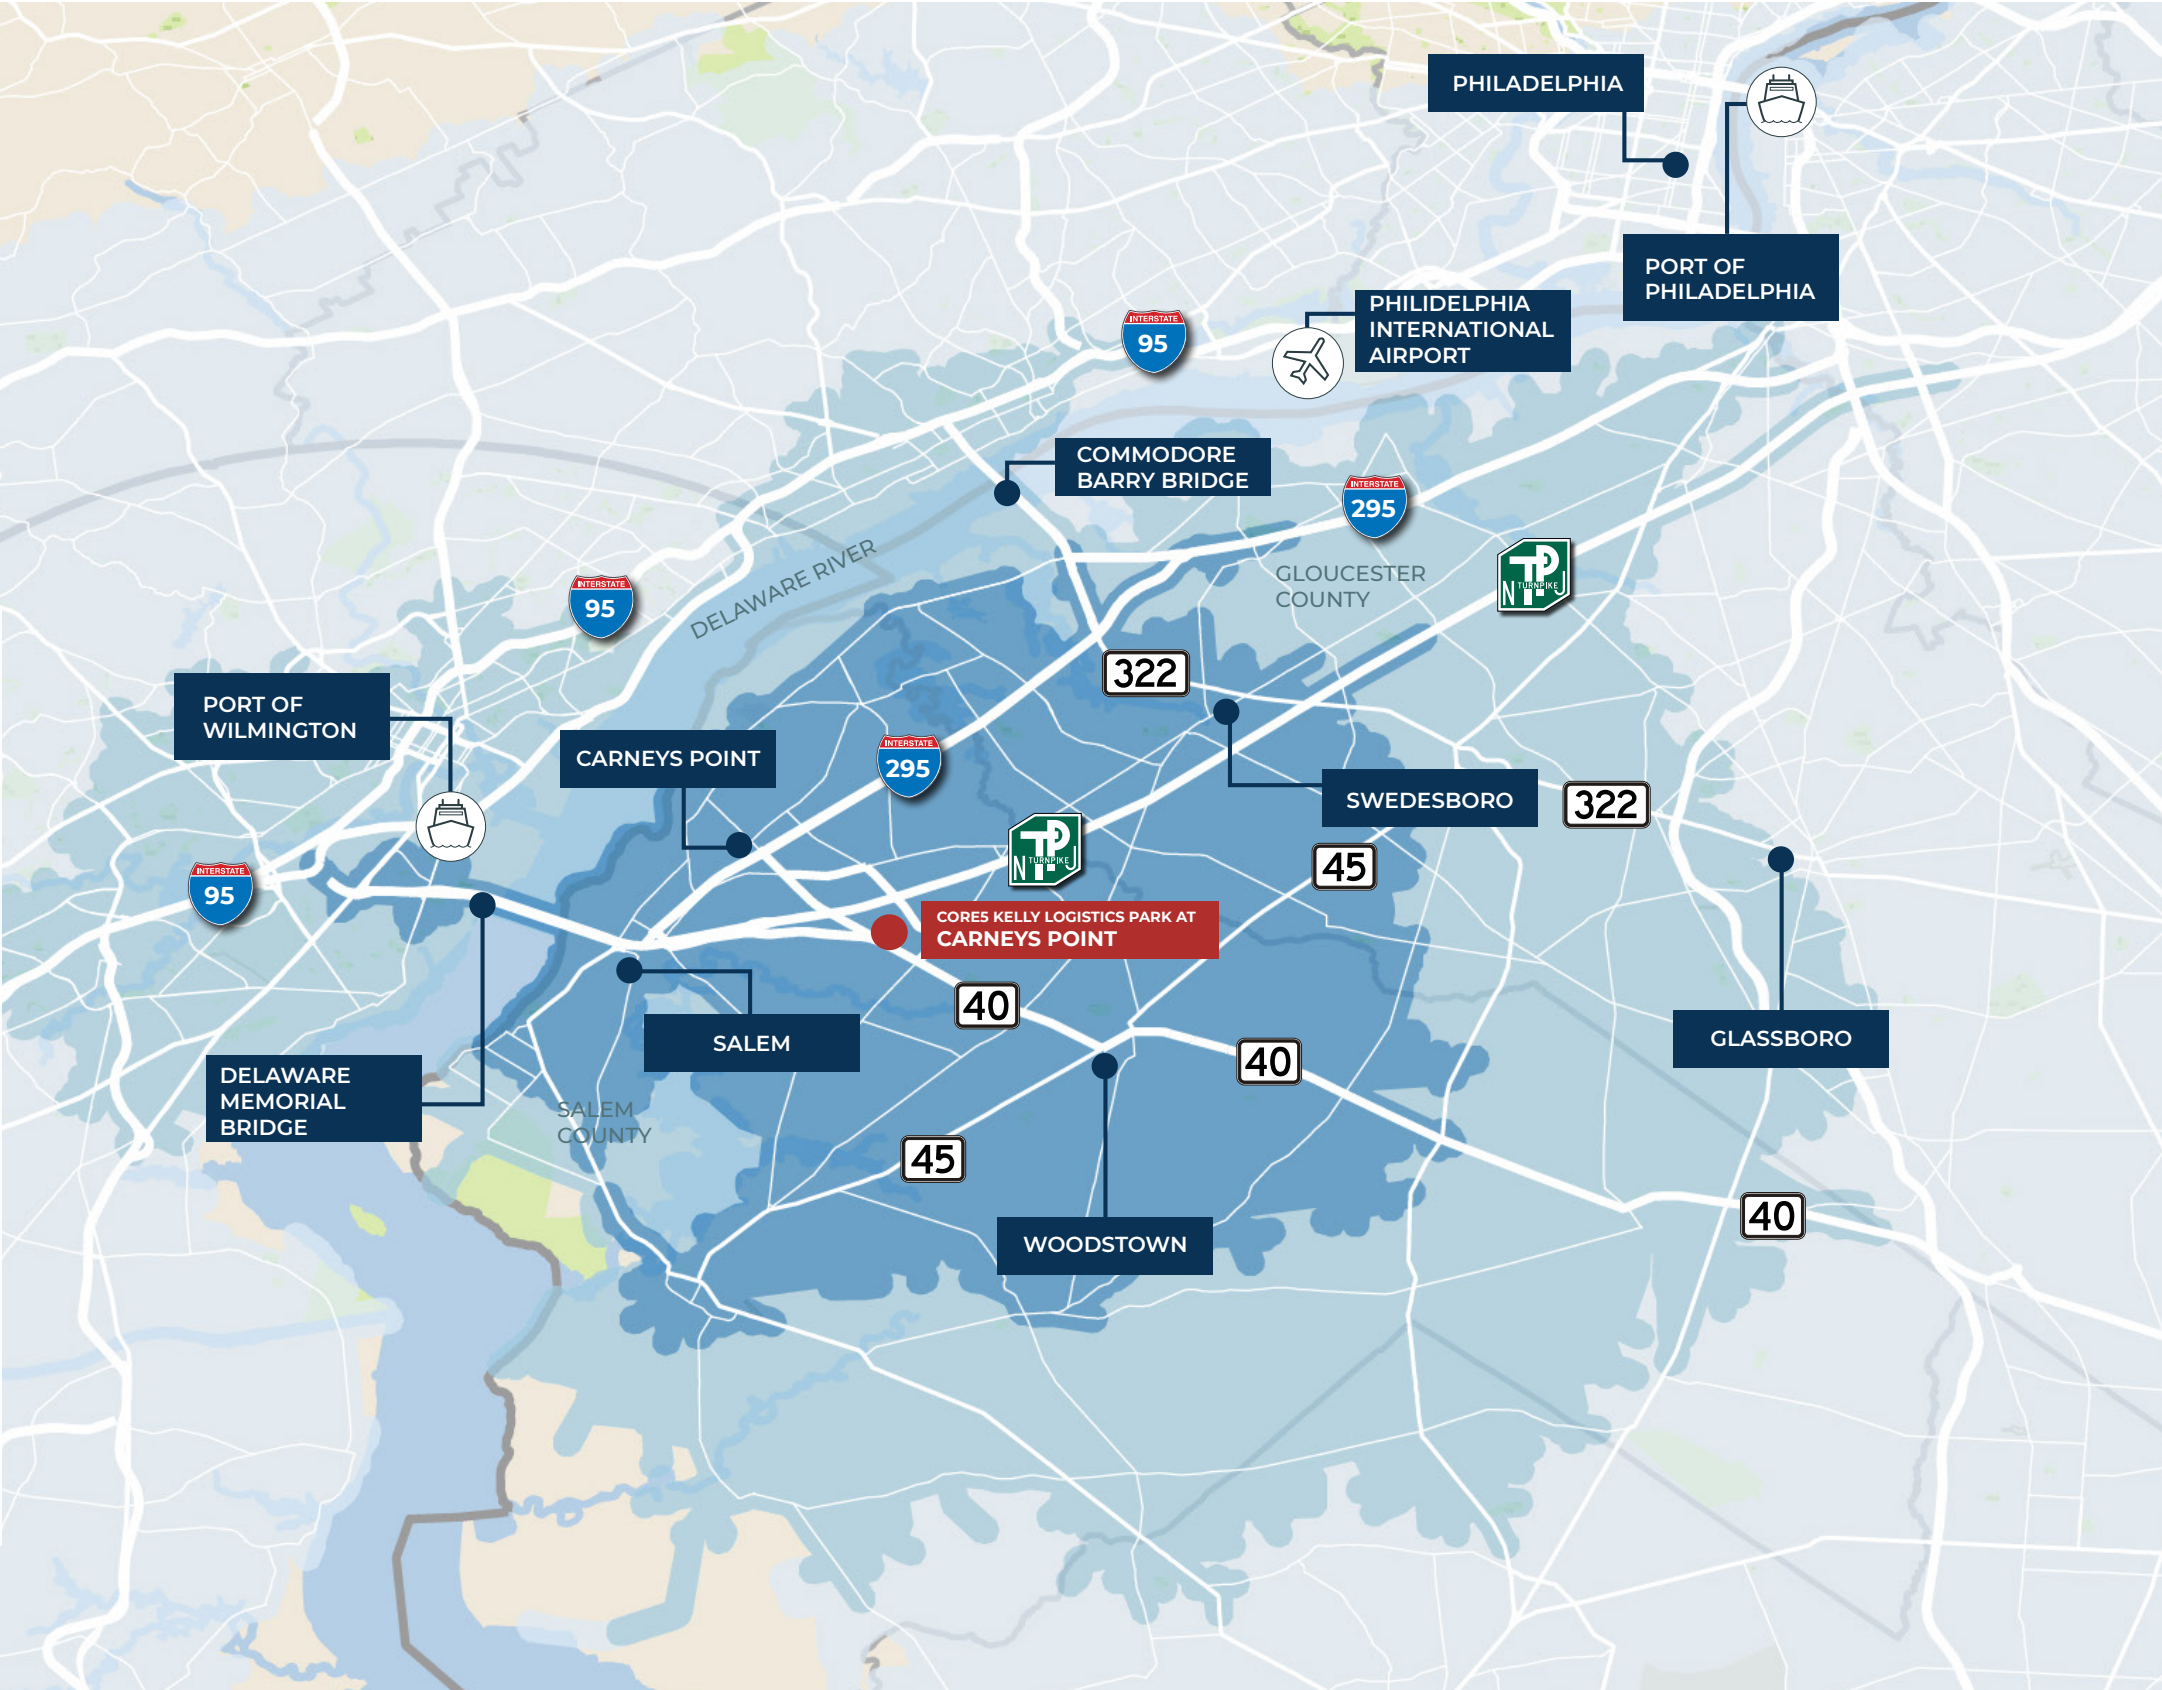 PHILADELPHIA
PORT OF
PHILADELPHIA
PHILIDELPHIA
INTERNATIONAL
AIRPORT
INTERSTATE
95
COMMODORE
BARRY BRIDGE
INTERSTATE
295
DELAWARE RIVER
GLOUCESTER
COUNTY
TP
N TURNPIKE J
INTERSTATE
95
322
PORT OF
WILMINGTON
CARNEYS POINT
INTERSTATE
295
SWEDESBORO
322
TP
N TURNPIKE J
45
INTERSTATE
95
CORE5 KELLY LOGISTICS PARK AT
CARNEYS POINT
40
SALEM
GLASSBORO
40
DELAWARE
MEMORIAL
BRIDGE
SALEM
COUNTY
45
WOODSTOWN
40